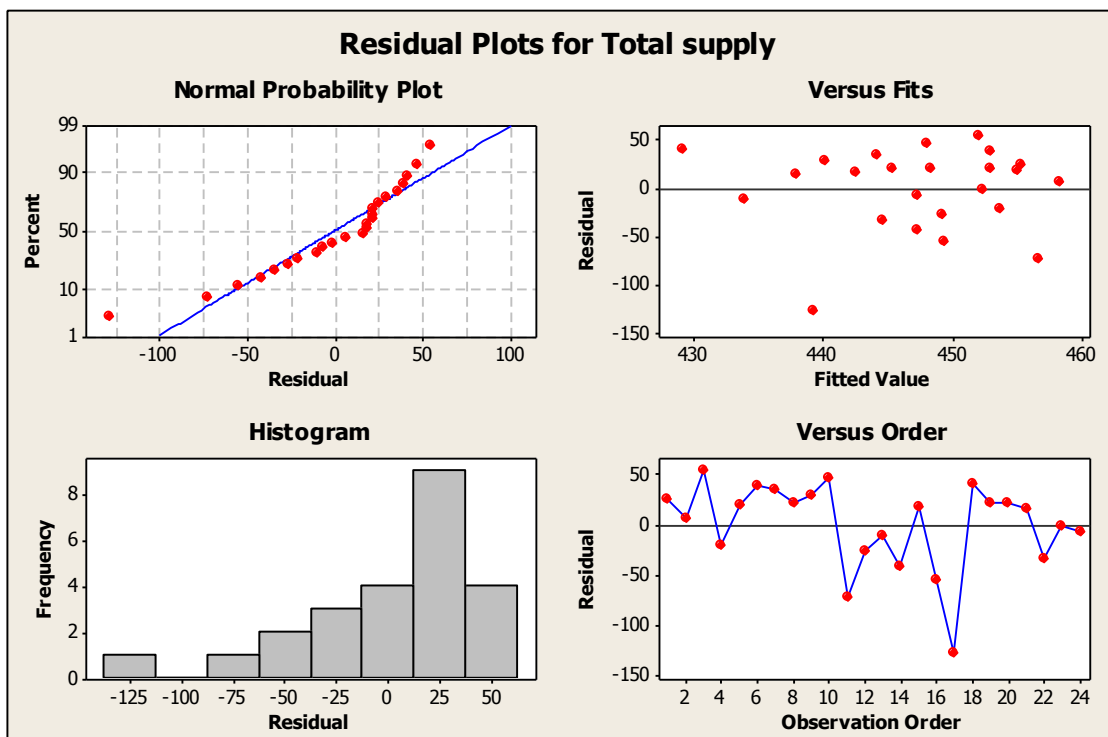 Residual Plots for Total supply
Normal Probability Plot
99
90
50
10
1
Percent
-100 -50 0 50 100
Residual
Versus Fits
50
0
-50
-100
-150
Residual
430 440 450 460
Fitted Value
Histogram
8
6
4
2
0
Frequency
-125 -100 -75 -50 -25 0 25 50
Residual
Versus Order
50
0
-50
-100
-150
Residual
2 4 6 8 10 12 14 16 18 20 22 24
Observation Order